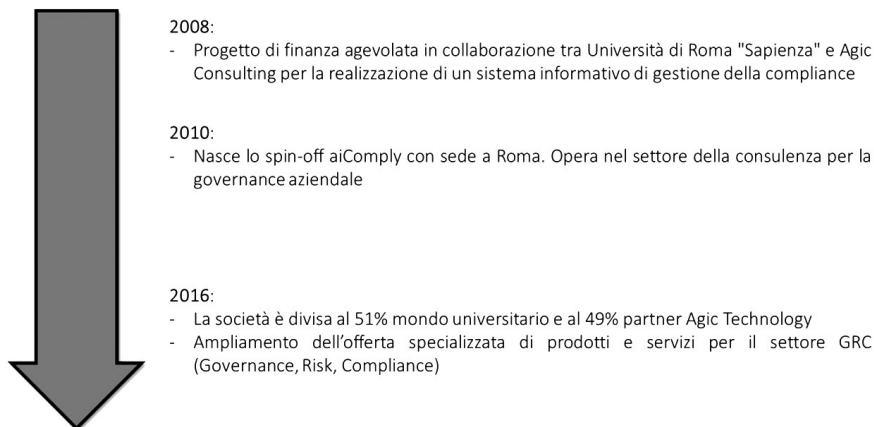 2008:
- Progetto di finanza agevolata in collaborazione tra Università di Roma "Sapienza" e Agic
Consulting per la realizzazione di un sistema informativo di gestione della compliance
2010:
- Nasce lo spin-off aiComply con sede a Roma. Opera nel settore della consulenza per la
governance aziendale
2016:
- La società è divisa al 51% mondo universitario e al 49% partner Agic Technology
- Ampliamento dell’offerta specializzata di prodotti e servizi per il settore GRC
(Governance, Risk, Compliance)